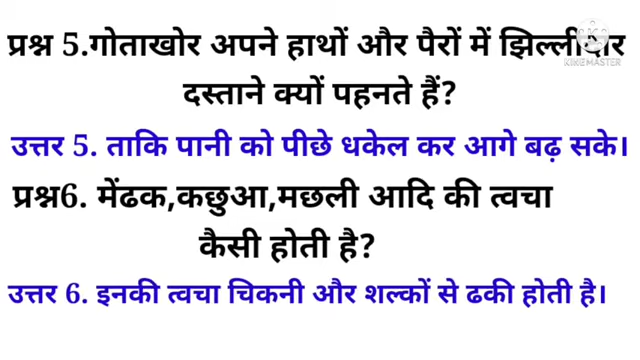 प्रश्न 5.गोताखोर अपने हाथों और पैरों में झिल्लीदार
KINEMASTER
दस्ताने क्यों पहनते हैं?
उत्तर 5. ताकि पानी को पीछे धकेल कर आगे बढ़ सके।
प्रश्न6. मेंढक,कछुआ,मछली आदि की त्वचा
कैसी होती है?
उत्तर 6. इनकी त्वचा चिकनी और शल्कों से ढकी होती है।